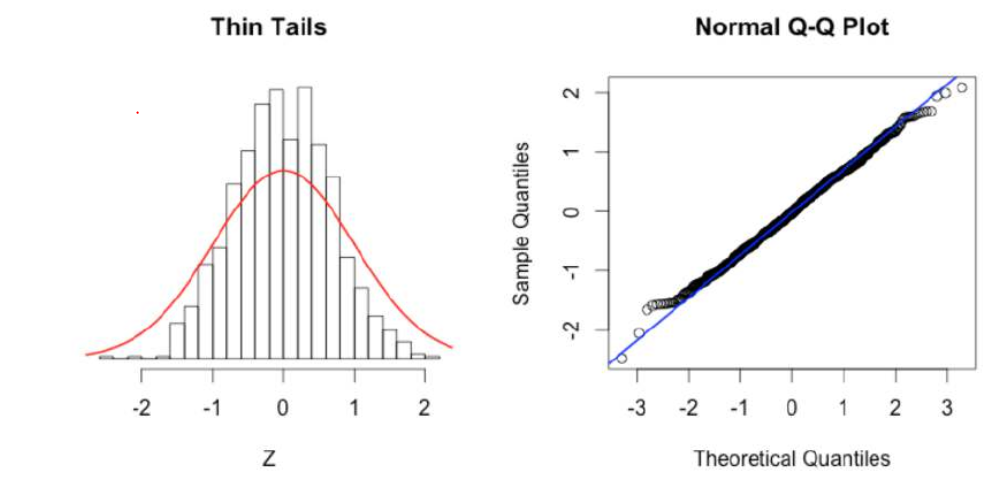 Thin Tails
-2 -1 0 1 2
Z
Normal Q-Q Plot
Sample Quantiles
2
1
0
-1
-2
-3 -2 -1 0 1 2 3
Theoretical Quantiles